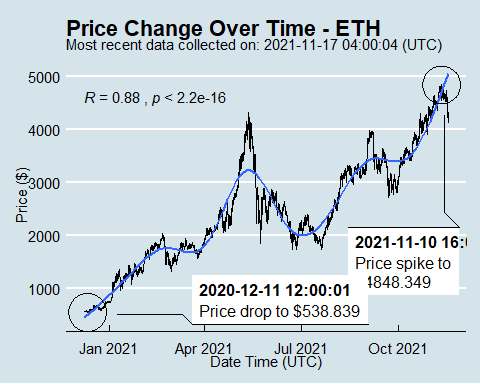 Price Change Over Time - ETH
Most recent data collected on: 2021-11-17 04:00:04 (UTC)
R = 0.88 , p < 2.2e-16
Price ($)
5000
4000
3000
2000
1000
2021-11-10 16:
Price spike to
4848.349
2020-12-11 12:00:01
Price drop to $538.839
Jan 2021
Apr 2021
Jul 2021
Oct 2021
Date Time (UTC)